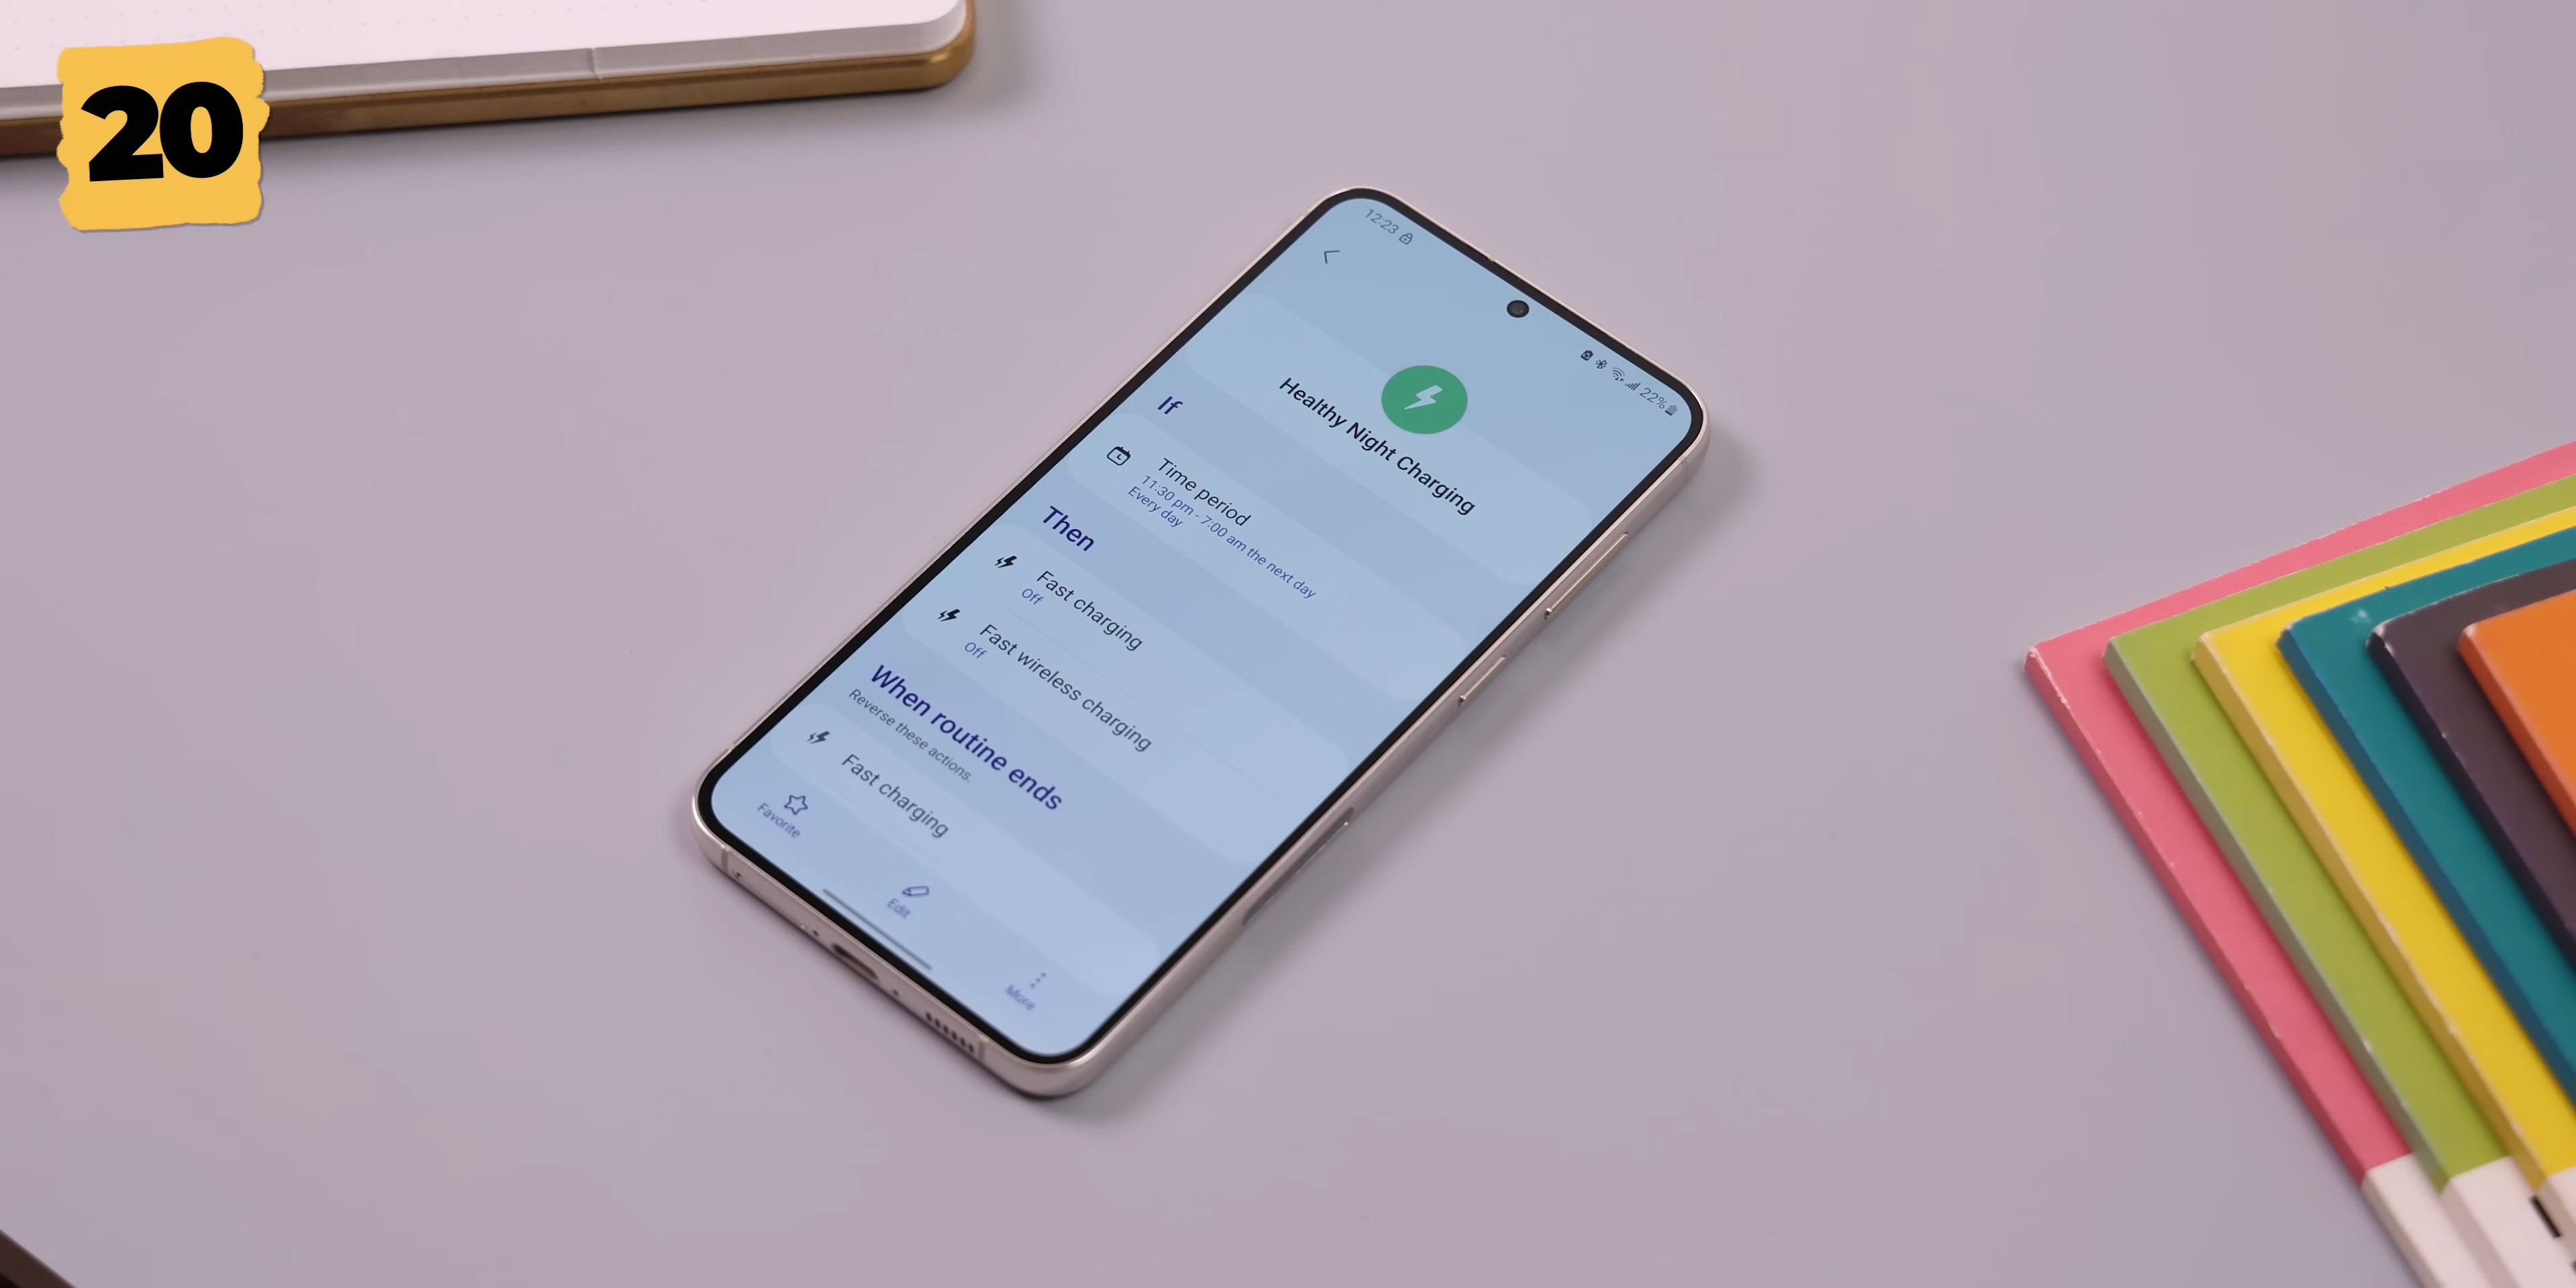 20
12:23
22%
Healthy Night Charging
If
Time period
11:30 pm - 7:00 am the next day
Every day
Then
Fast charging
Off
Fast wireless charging
Off
When routine ends
Reverse these actions.
Fast charging
Favorite
Edit
More